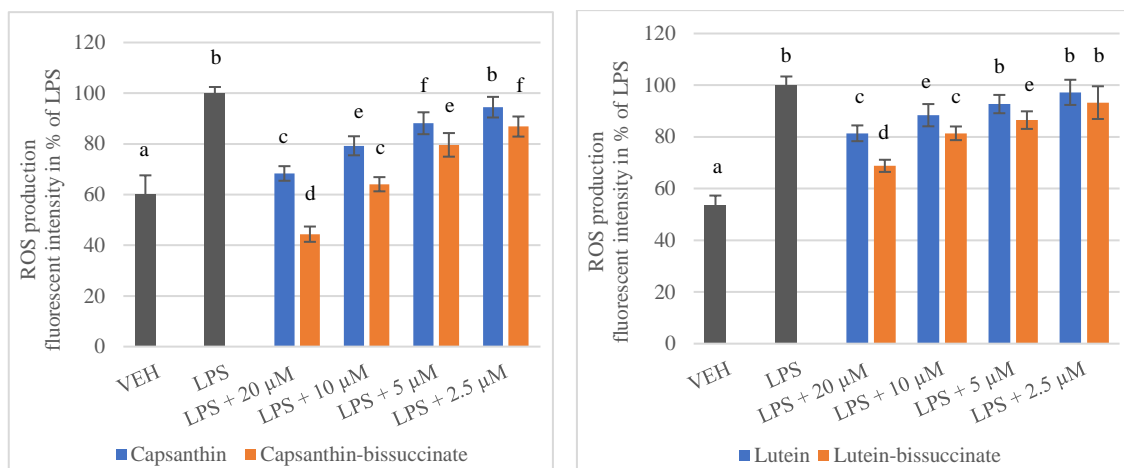 ROS production
fluorescent intensity in % of LPS
120
100
80
60
40
20
0
a
b
c
d
e
c
f
e
b
f
VEH
LPS
LPS + 20 µM
LPS + 10 µM
LPS + 5 µM
LPS + 2.5 µM
Capsanthin
Capsanthin-bissuccinate
ROS production
fluorescent intensity in % of LPS
120
100
80
60
40
20
0
a
b
c
d
e
c
b
e
b
b
VEH
LPS
LPS + 20 µM
LPS + 10 µM
LPS + 5 µM
LPS + 2.5 µM
Lutein
Lutein-bissuccinate